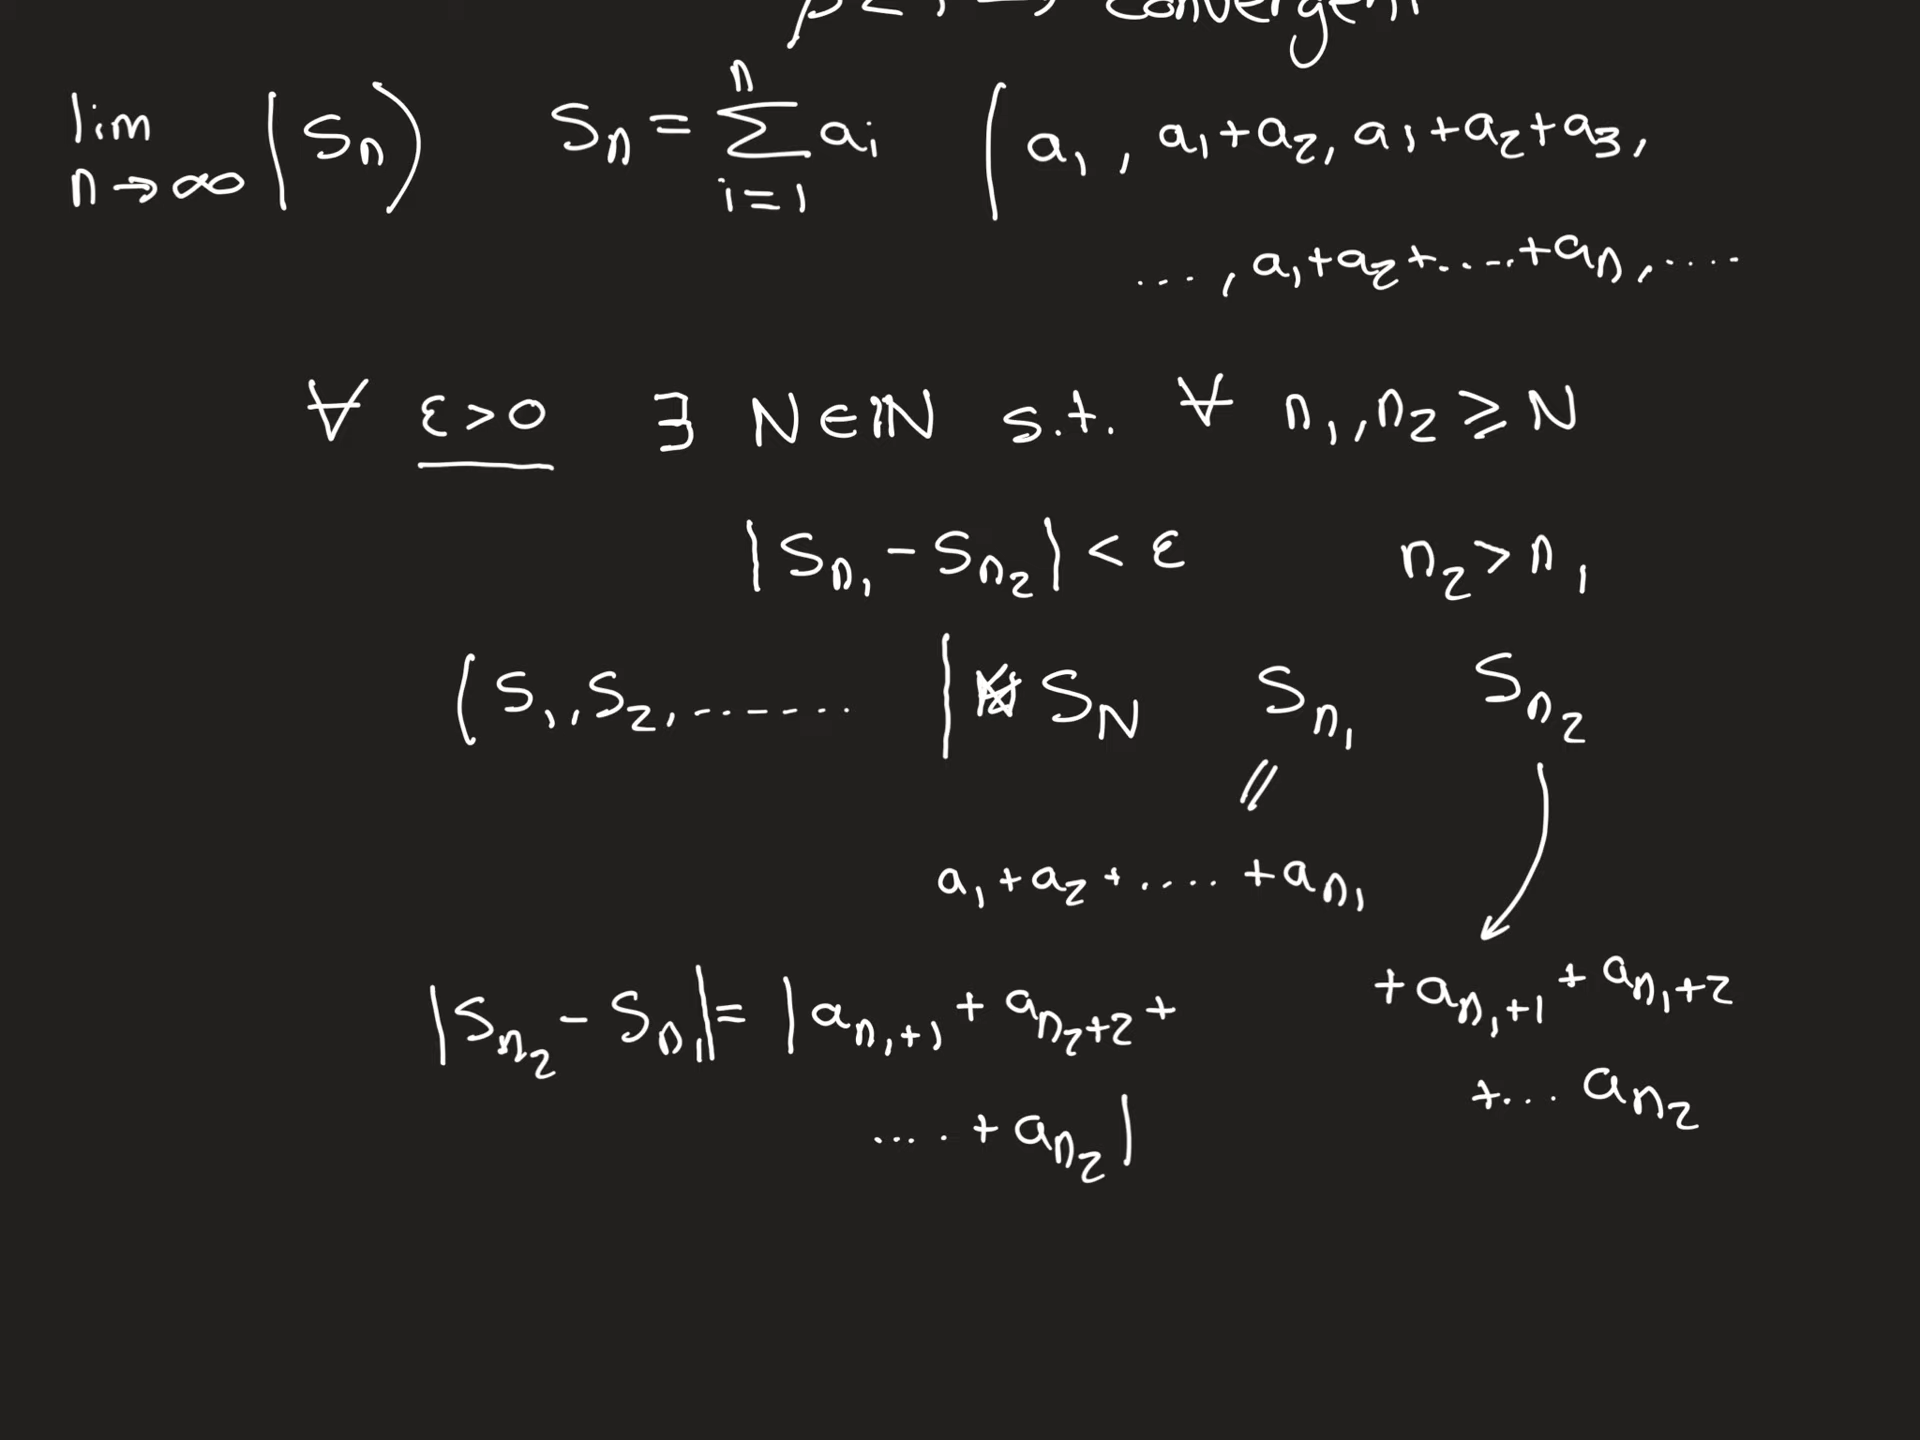 ρ < 1 → convergent
lim n→∞ (Sn) Sn = n∑i=1 ai (a1, a1+a2, a1+a2+a3,
..., a1+a2+....+an, ....
∀ ε>0 ∃ N∈ℕ s.t. ∀ n1,n2 ⩾ N
|Sn1 - Sn2| < ε n2 > n1
(S1, S2, ....... | SN Sn1 Sn2
//
a1 + a2 + .... + an1
+ an1+1 + an1+2
|Sn2 - Sn1| = | an1+1 + an2+2 +
+... an2
.... + an2 |